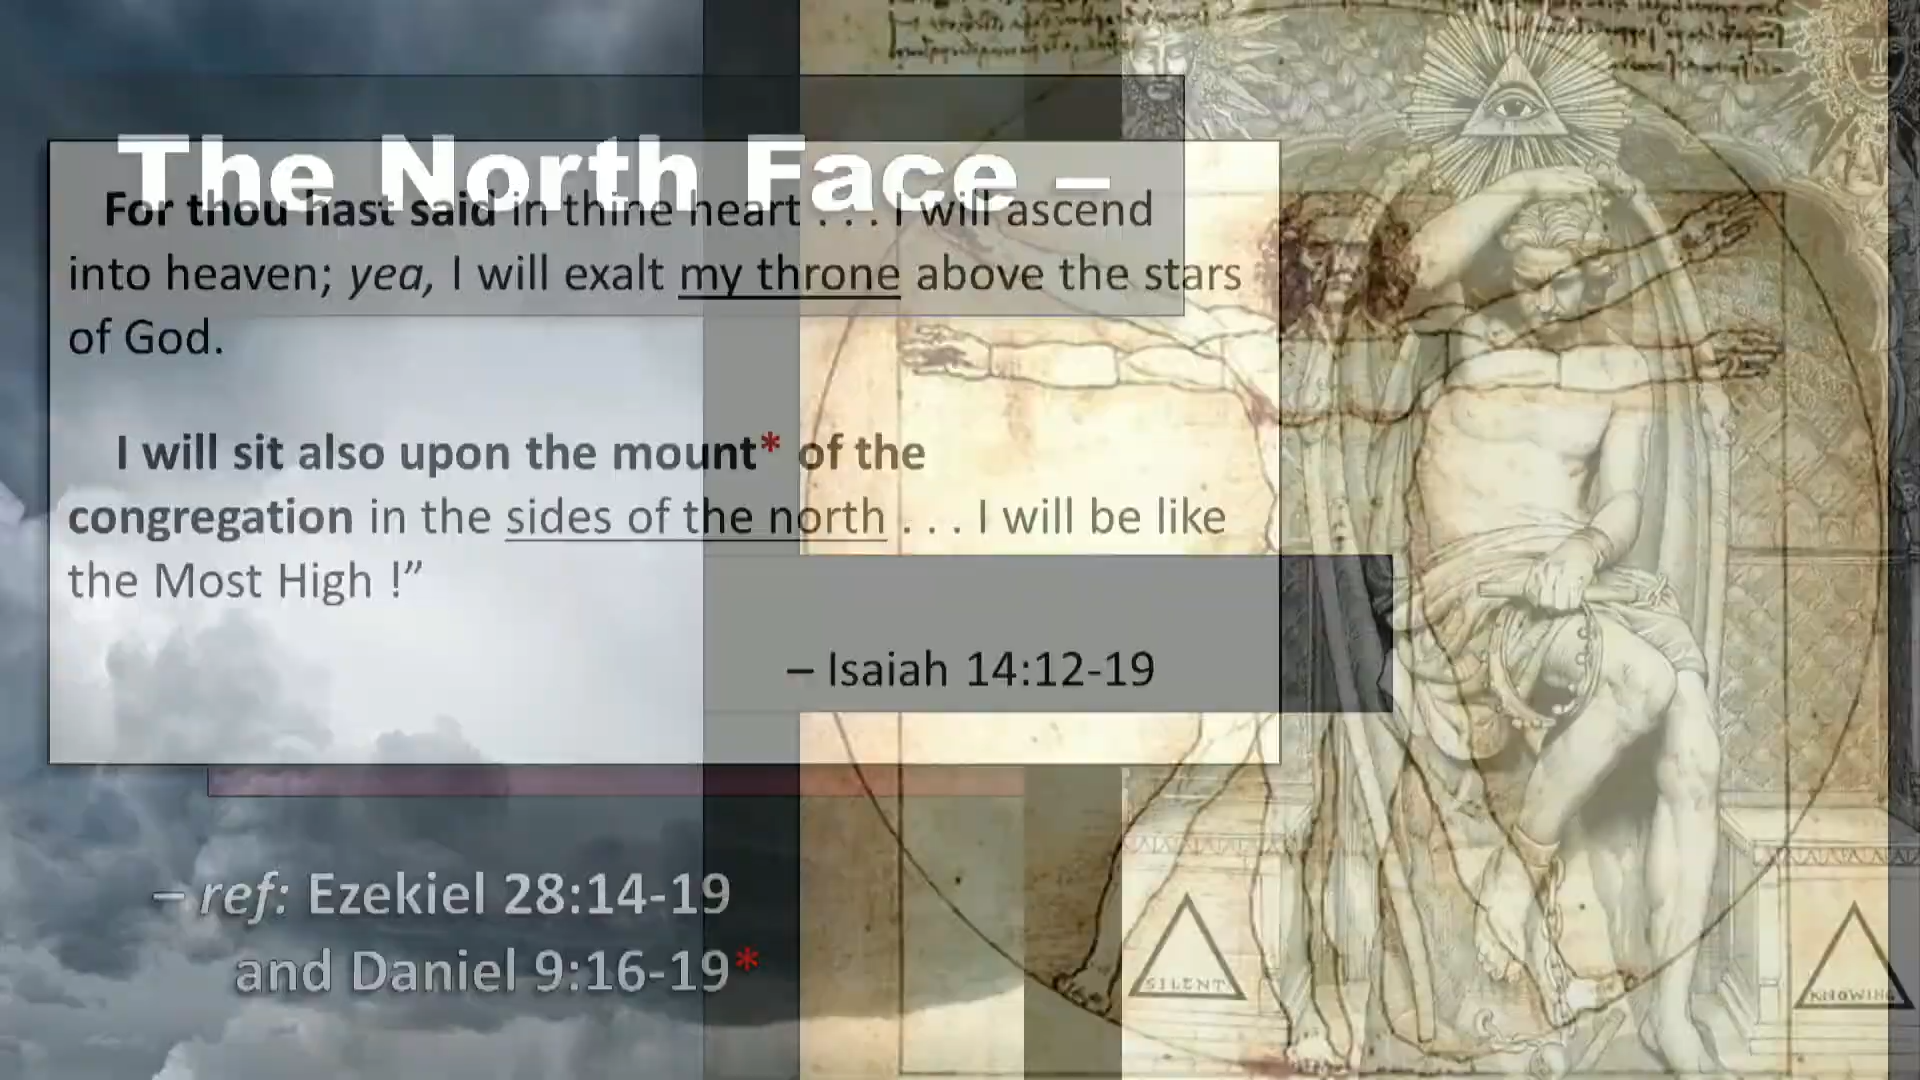 The North Face –
For thou hast said in thine heart . . . I will ascend
into heaven; yea, I will exalt my throne above the stars
of God.
I will sit also upon the mount* of the
congregation in the sides of the north . . . I will be like
the Most High !”
– Isaiah 14:12-19
– ref: Ezekiel 28:14-19
and Daniel 9:16-19*
SILENT
KNOWING